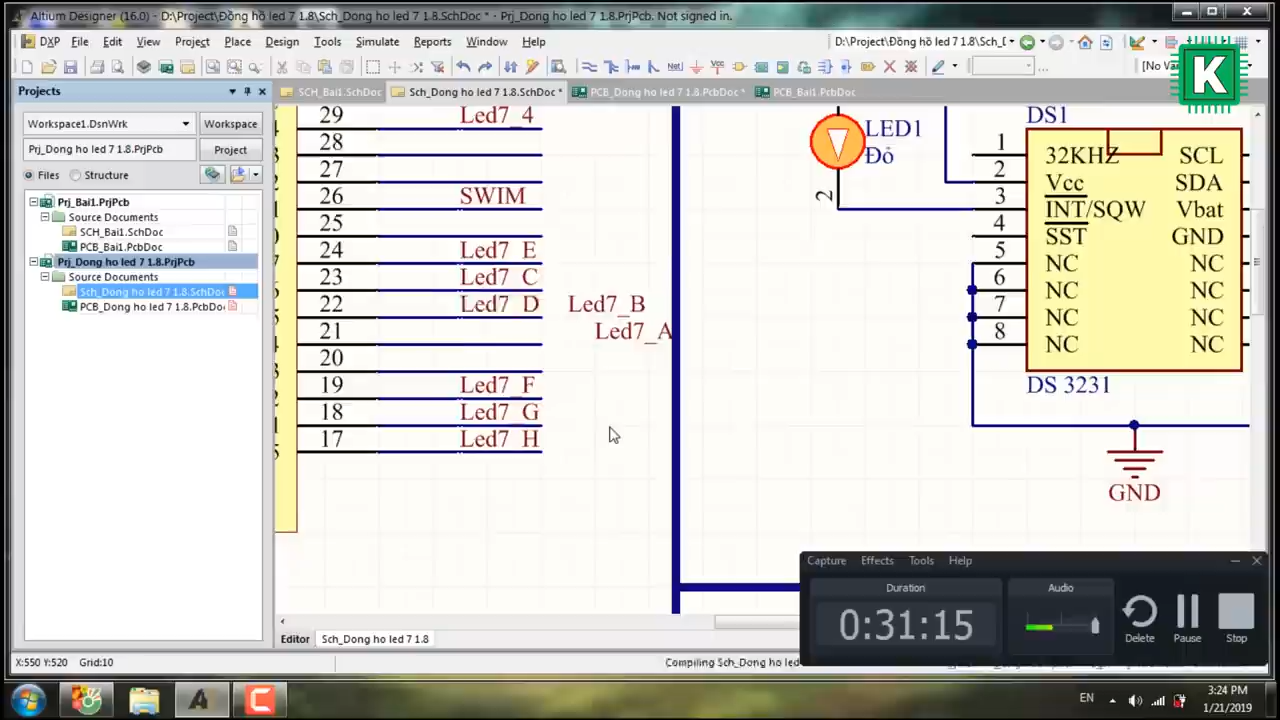 Altium Designer (16.0) - D:\Project\Đồng hồ led 7 1.8\Sch_Dong ho led 7 1.8.SchDoc * - Prj_Dong ho led 7 1.8.PrjPcb. Not signed in.
DXP File Edit View Project Place Design Tools Simulate Reports Window Help
D:\Project\Đồng hồ led 7 1.8\Sch_D
[No Var
K
Net
Vcc
Projects
SCH_Bai1.SchDoc
Sch_Dong ho led 7 1.8.SchDoc *
PCB_Dong ho led 7 1.8.PcbDoc *
PCB_Bai1.PcbDoc
Workspace1.DsnWrk
Workspace
Prj_Dong ho led 7 1.8.PrjPcb
Project
Files
Structure
Prj_Bai1.PrjPcb
Source Documents
SCH_Bai1.SchDoc
PCB_Bai1.PcbDoc
Prj_Dong ho led 7 1.8.PrjPcb
Source Documents
Sch_Dong ho led 7 1.8.SchDoc
PCB_Dong ho led 7 1.8.PcbDoc
29 Led7_4
28
27
26 SWIM
25
24 Led7_E
23 Led7_C
22 Led7_D Led7_B
21 Led7_A
20
19 Led7_F
18 Led7_G
17 Led7_H
LED1
Đỏ
2
DS1
1 32KHZ SCL
2 Vcc SDA
3 INT/SQW Vbat
4 SST GND
5 NC NC
6 NC NC
7 NC NC
8 NC NC
DS 3231
GND
Capture Effects Tools Help
Duration
0:31:15
Audio
Delete
Pause
Stop
Editor Sch_Dong ho led 7 1.8
X:550 Y:520 Grid:10
Compiling Sch_Dong ho led
EN
3:24 PM
1/21/2019